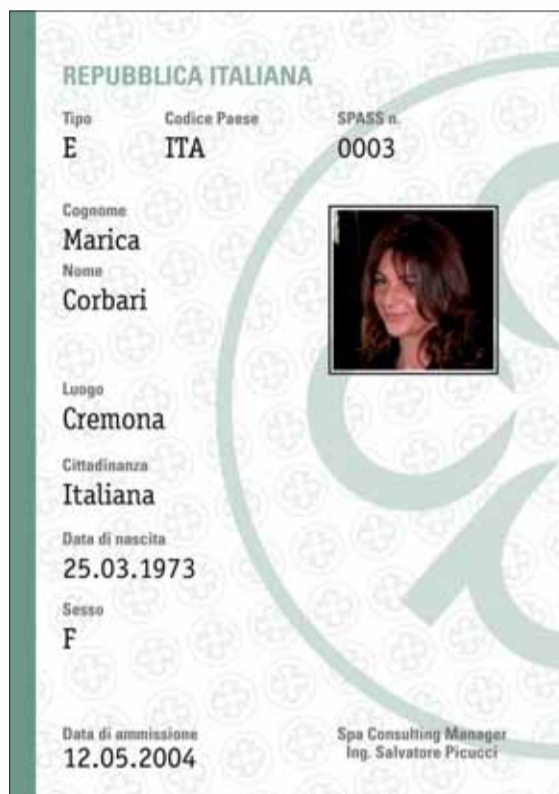 REPUBBLICA ITALIANA
Tipo Codice Paese SPASS n.
E ITA 0003
Cognome
Marica
Nome
Corbari
Luogo
Cremona
Cittadinanza
Italiana
Data di nascita
25.03.1973
Sesso
F
Data di ammissione
12.05.2004
Spa Consulting Manager
Ing. Salvatore Picucci